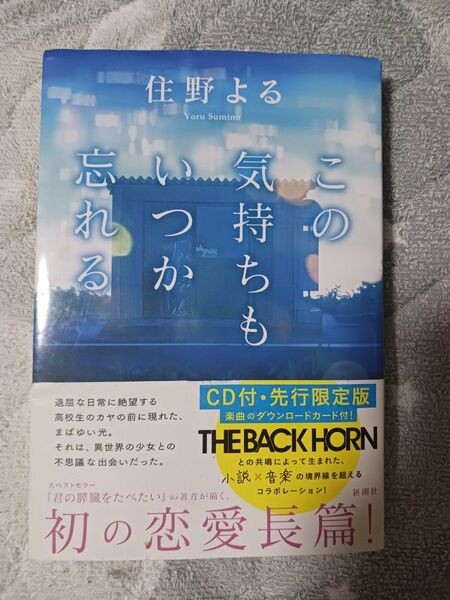 住野よる
Yoru Sumino
この
気持ちも
いつか
忘れる
退屈な日常に絶望する
高校生のカヤの前に現れた、
まばゆい光。
それは、異世界の少女との
不思議な出会いだった。
CD付・先行限定版
楽曲のダウンロードカード付!
THE BACK HORN
との共鳴によって生まれた、
小説×音楽の境界線を超える
コラボレーション!
大ベストセラー
『君の膵臓をたべたい』の著者が描く、
新潮社
初の恋愛長篇!